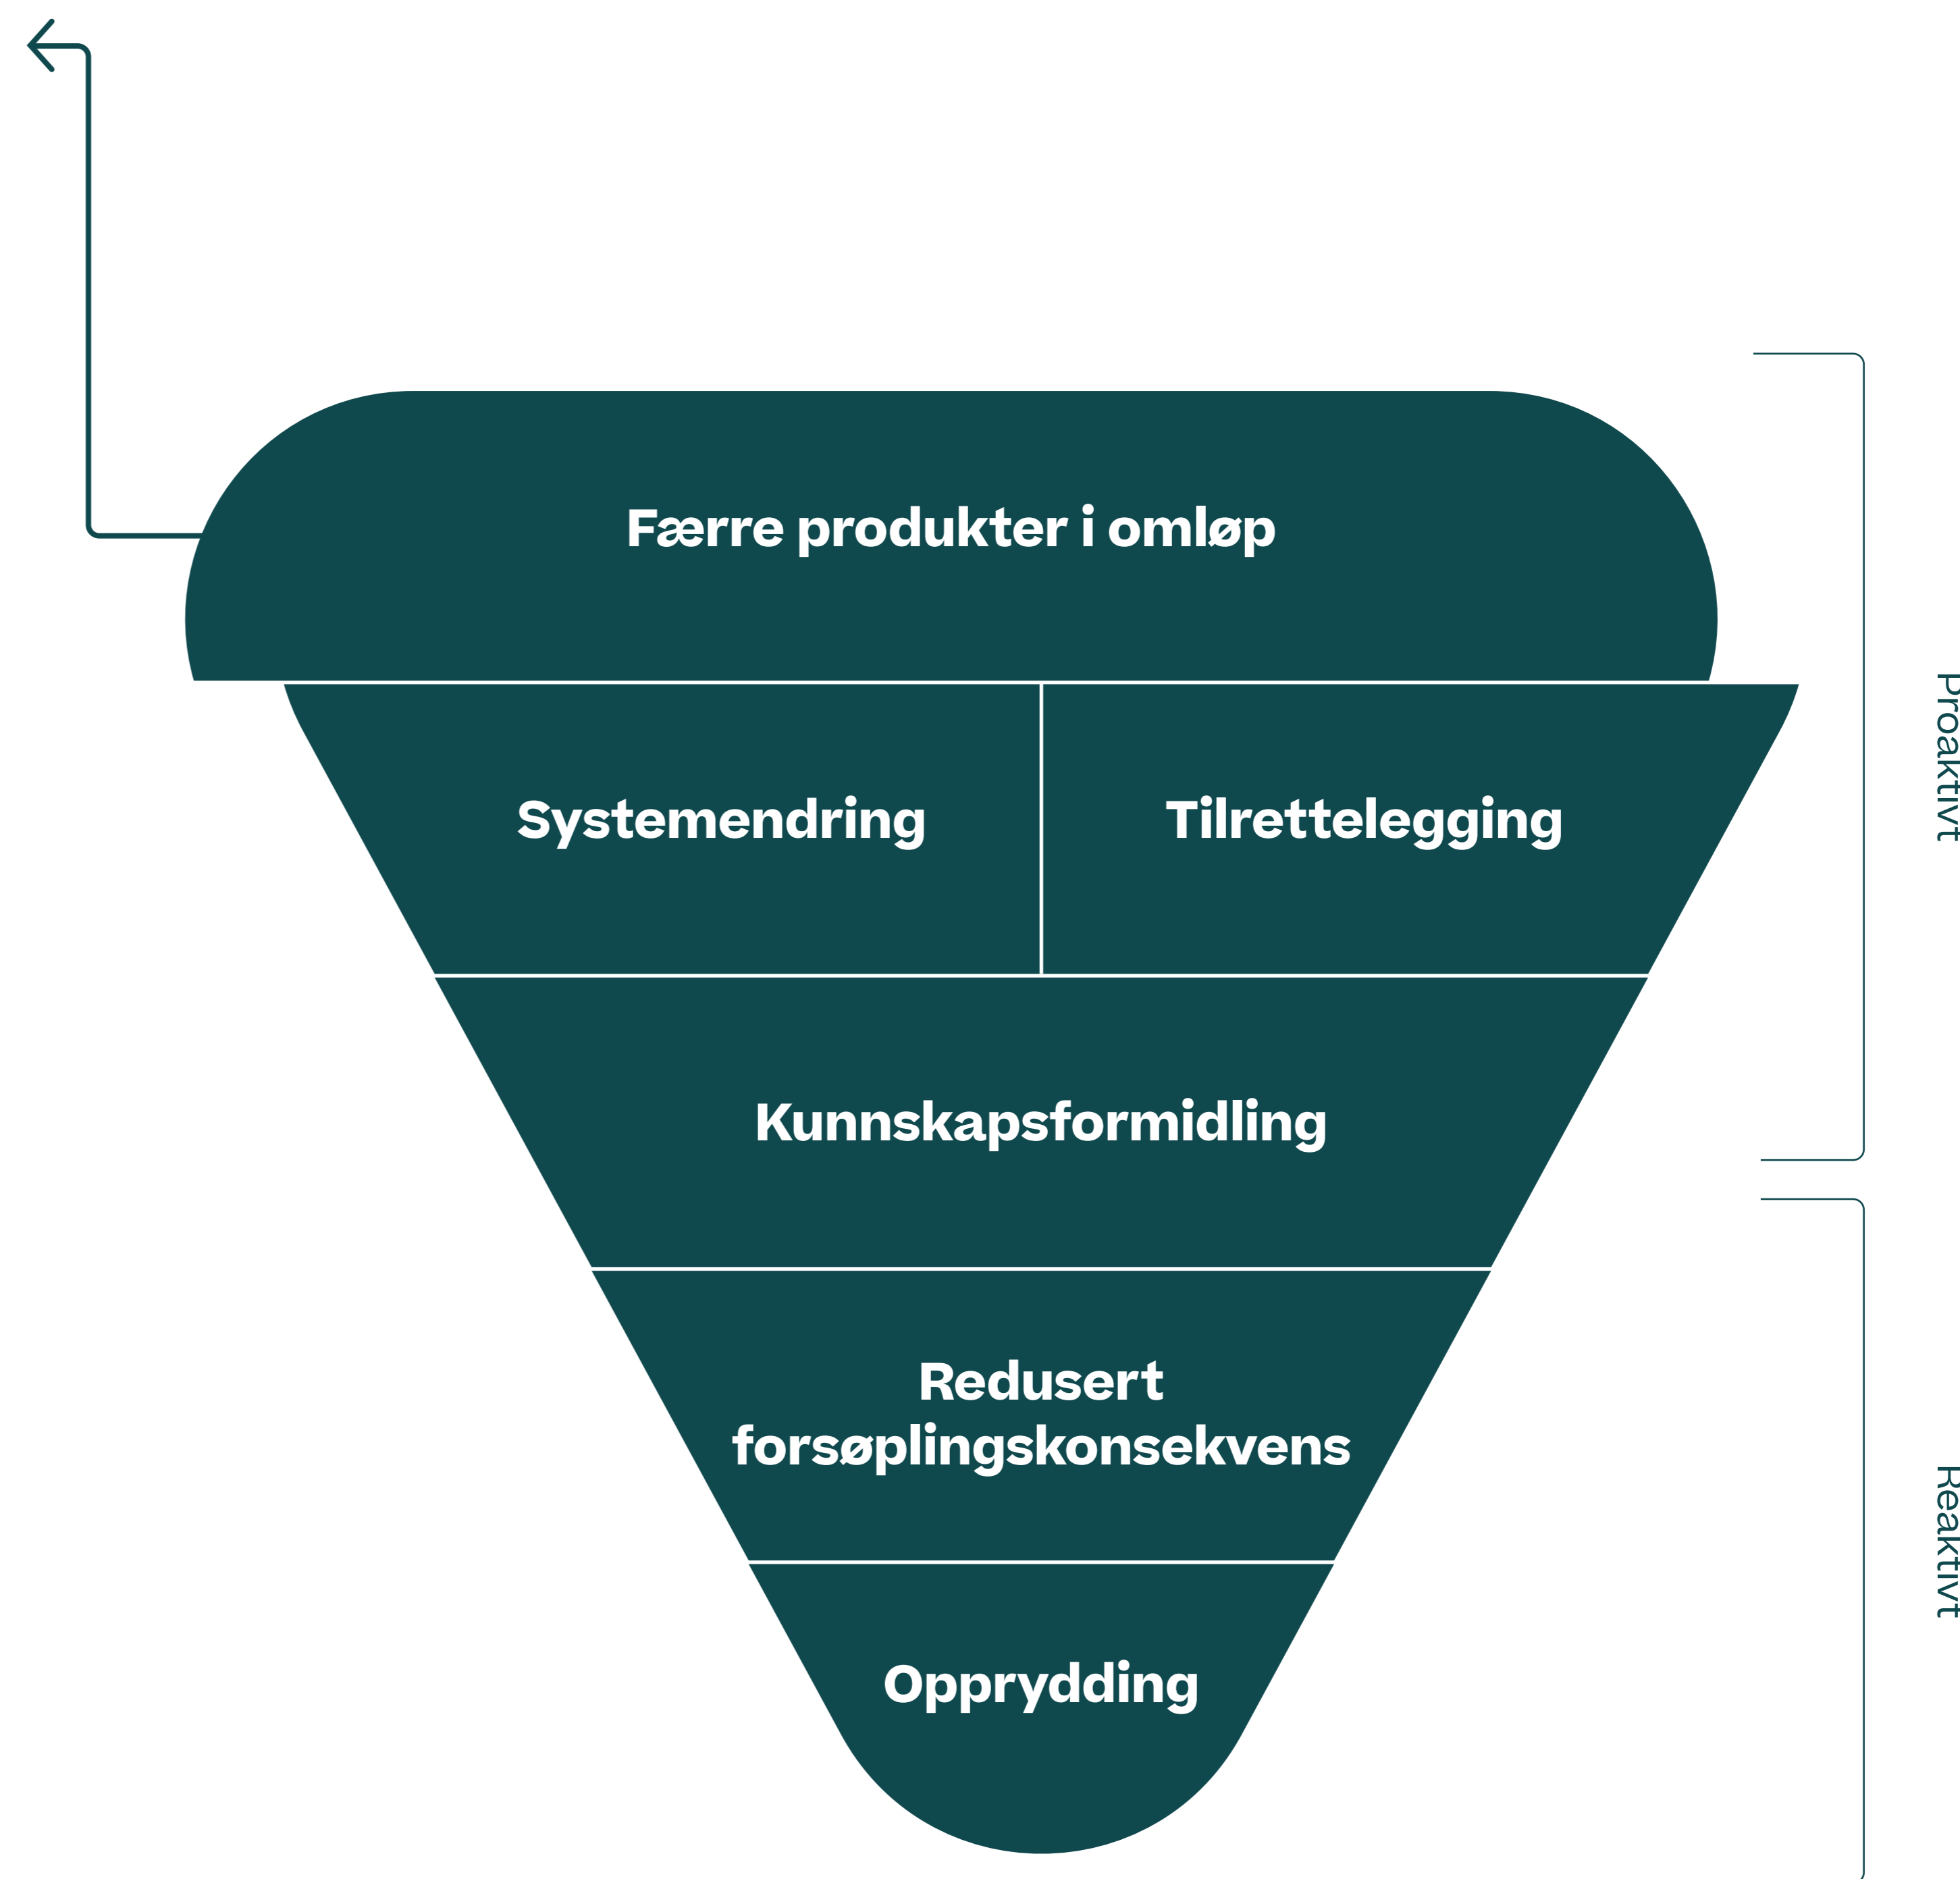 Færre produkter i omløp
Systemendring
Tilrettelegging
Proaktivt
Kunnskapsformidling
Redusert
forsøplingskonsekvens
Reaktivt
Opprydding